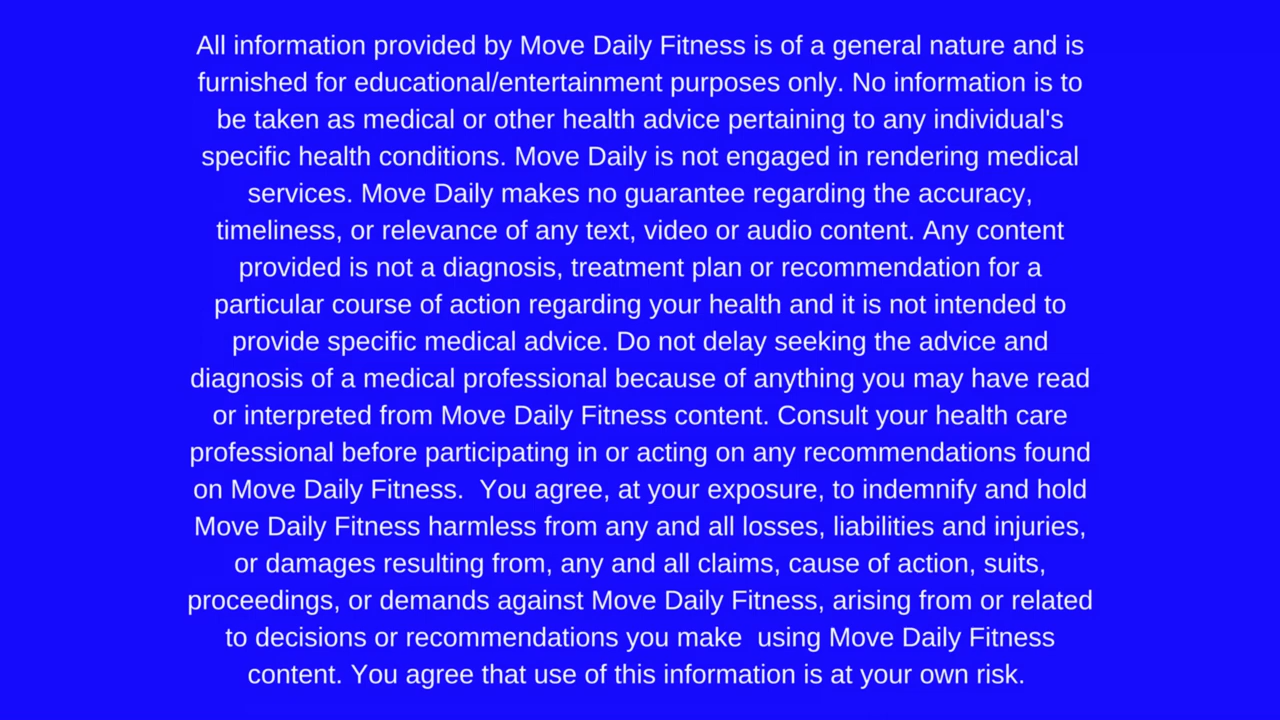 All information provided by Move Daily Fitness is of a general nature and is
furnished for educational/entertainment purposes only. No information is to
be taken as medical or other health advice pertaining to any individual's
specific health conditions. Move Daily is not engaged in rendering medical
services. Move Daily makes no guarantee regarding the accuracy,
timeliness, or relevance of any text, video or audio content. Any content
provided is not a diagnosis, treatment plan or recommendation for a
particular course of action regarding your health and it is not intended to
provide specific medical advice. Do not delay seeking the advice and
diagnosis of a medical professional because of anything you may have read
or interpreted from Move Daily Fitness content. Consult your health care
professional before participating in or acting on any recommendations found
on Move Daily Fitness.  You agree, at your exposure, to indemnify and hold
Move Daily Fitness harmless from any and all losses, liabilities and injuries,
or damages resulting from, any and all claims, cause of action, suits,
proceedings, or demands against Move Daily Fitness, arising from or related
to decisions or recommendations you make  using Move Daily Fitness
content. You agree that use of this information is at your own risk.